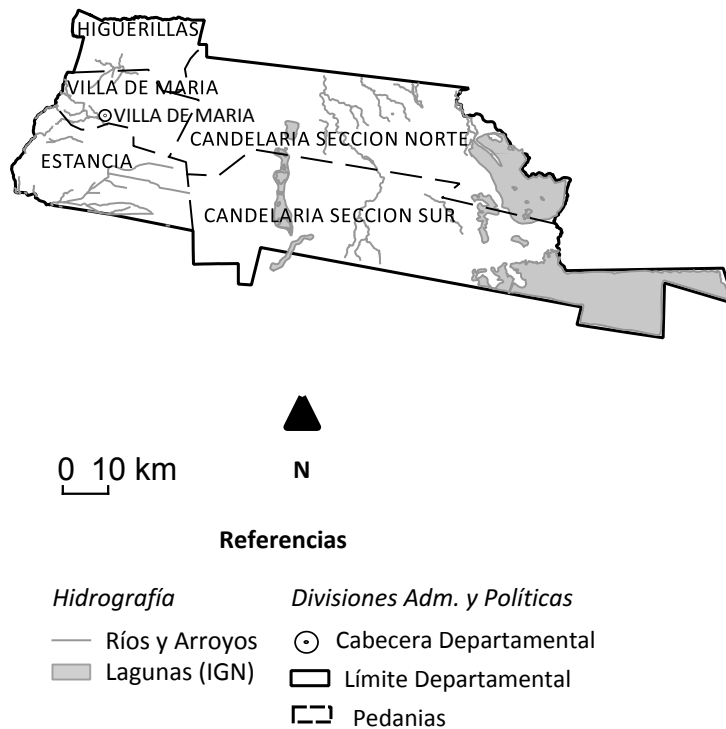 HIGUERILLAS
VILLA DE MARIA
VILLA DE MARIA
CANDELARIA SECCION NORTE
ESTANCIA
CANDELARIA SECCION SUR
0 10 km
N
Referencias
Hidrografía
Divisiones Adm. y Políticas
Ríos y Arroyos
Cabecera Departamental
Lagunas (IGN)
Límite Departamental
Pedanias